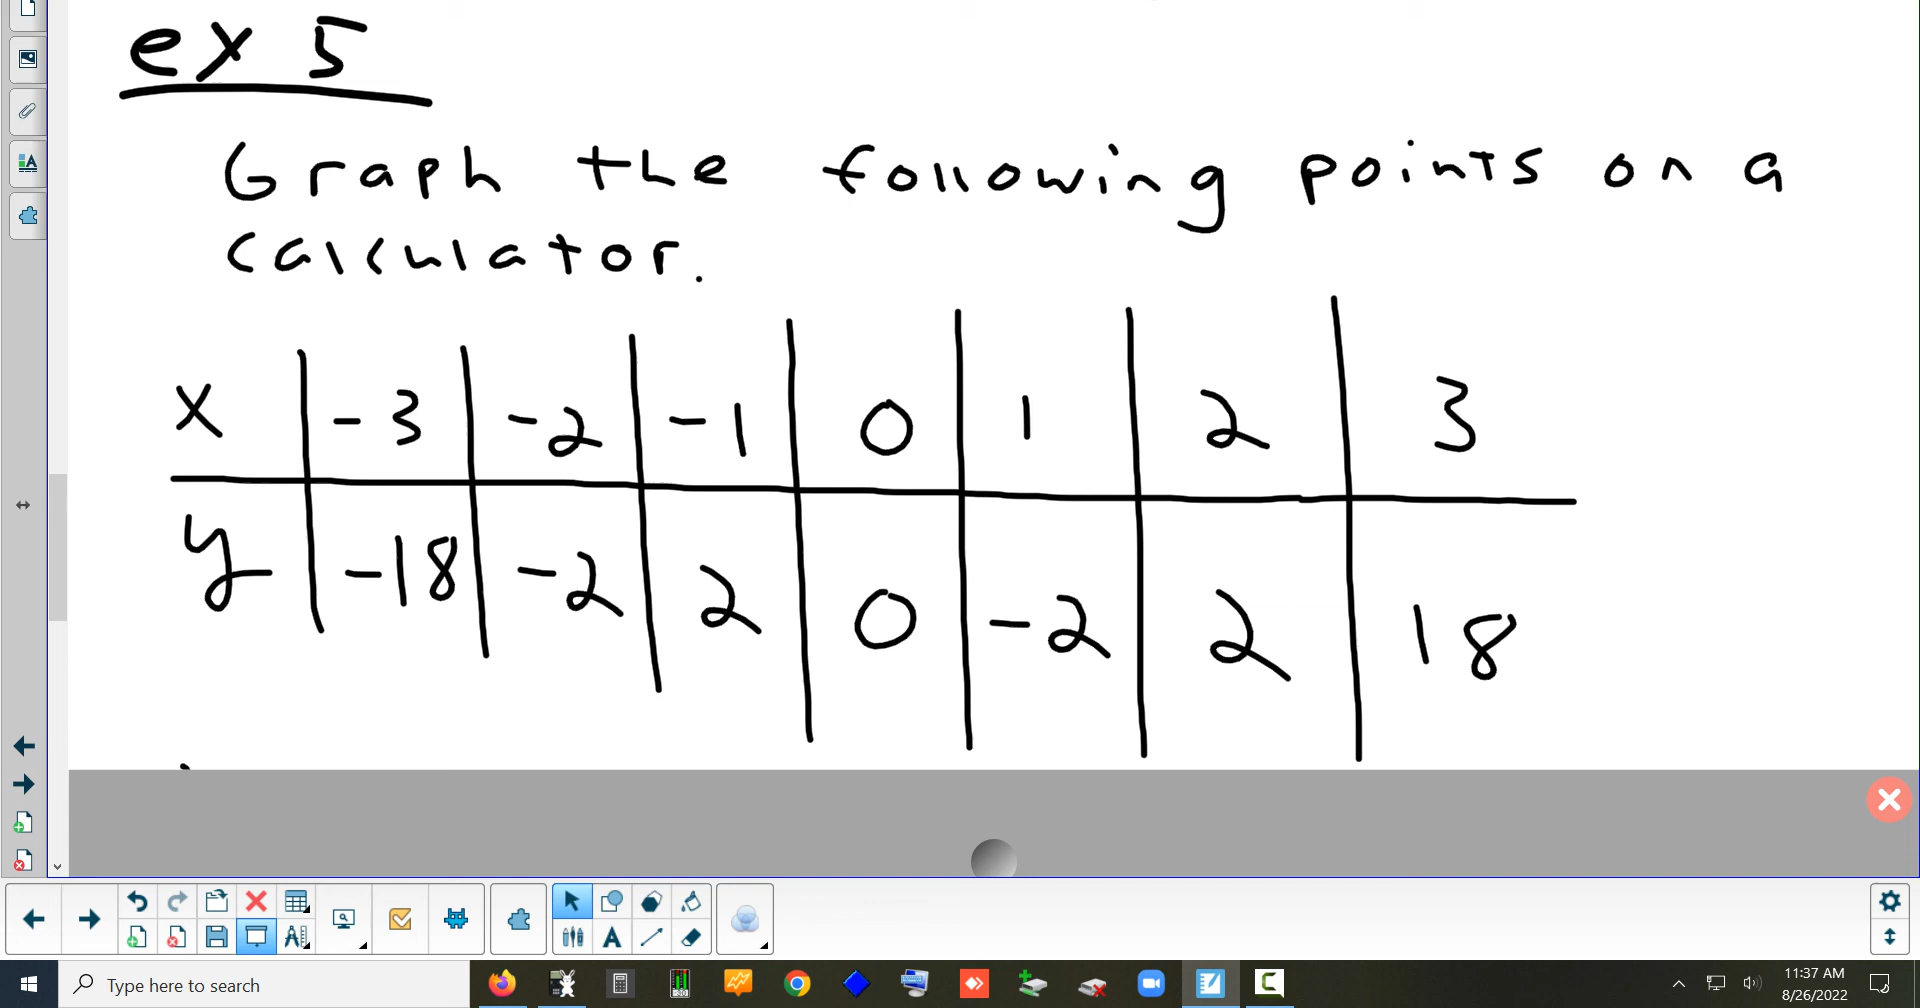 ex 5
Graph the following points on a
calculator.
x -3 -2 -1 0 1 2 3
y -18 -2 2 0 -2 2 18
Type here to search
11:37 AM
8/26/2022